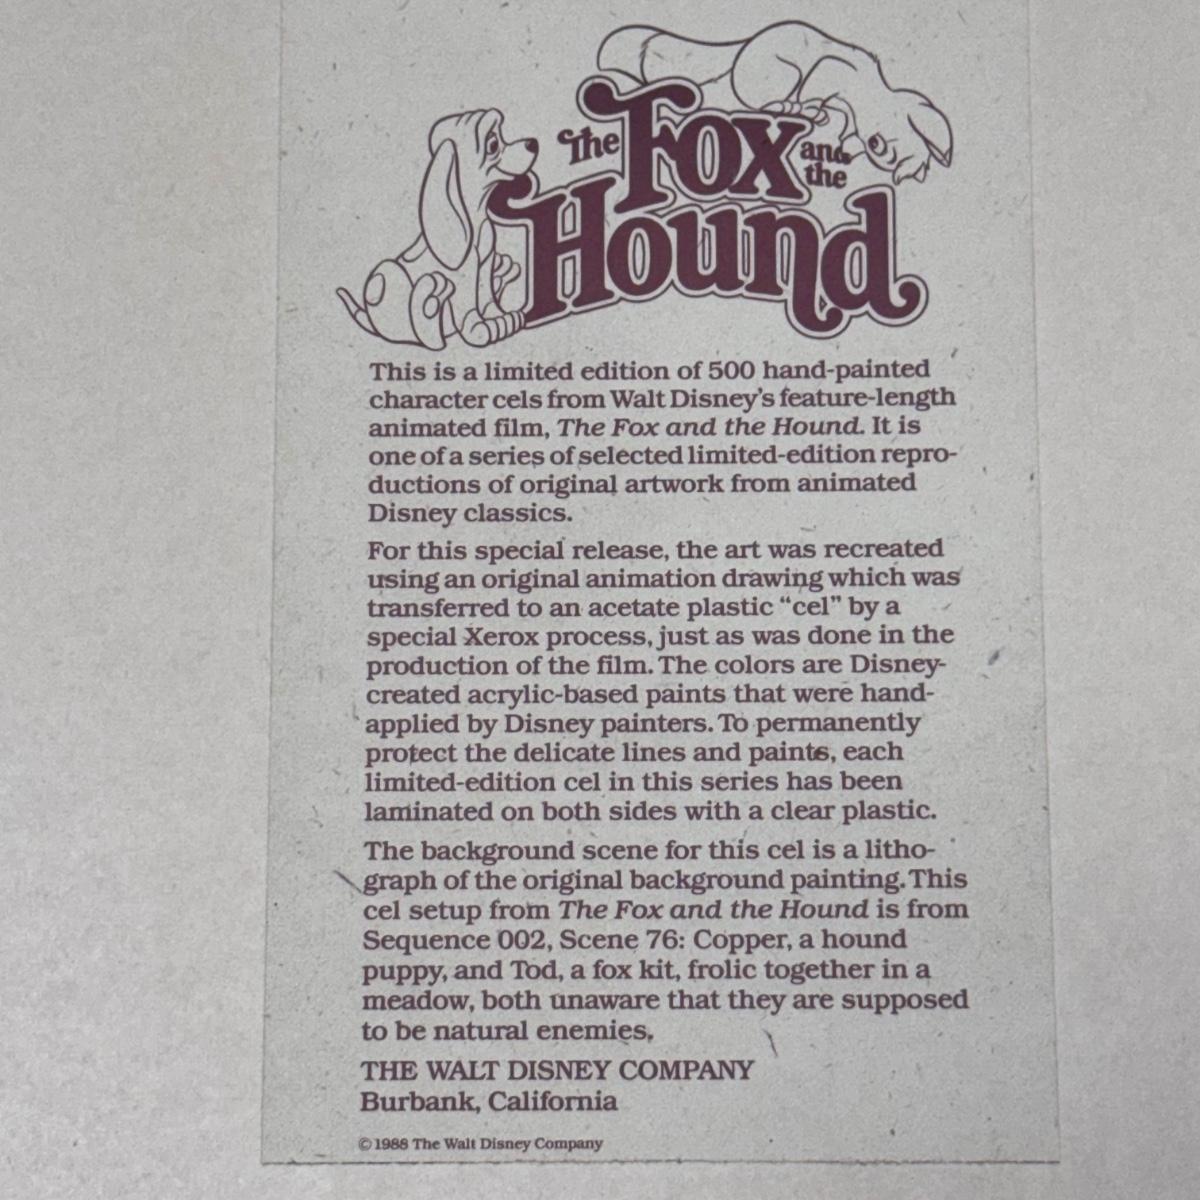 The Fox and the
Hound
This is a limited edition of 500 hand-painted
character cels from Walt Disney's feature-length
animated film, The Fox and the Hound. It is
one of a series of selected limited-edition repro-
ductions of original artwork from animated
Disney classics.
For this special release, the art was recreated
using an original animation drawing which was
transferred to an acetate plastic “cel” by a
special Xerox process, just as was done in the
production of the film. The colors are Disney-
created acrylic-based paints that were hand-
applied by Disney painters. To permanently
protect the delicate lines and paints, each
limited-edition cel in this series has been
laminated on both sides with a clear plastic.
The background scene for this cel is a litho-
graph of the original background painting. This
cel setup from The Fox and the Hound is from
Sequence 002, Scene 76: Copper, a hound
puppy, and Tod, a fox kit, frolic together in a
meadow, both unaware that they are supposed
to be natural enemies.
THE WALT DISNEY COMPANY
Burbank, California
© 1988 The Walt Disney Company